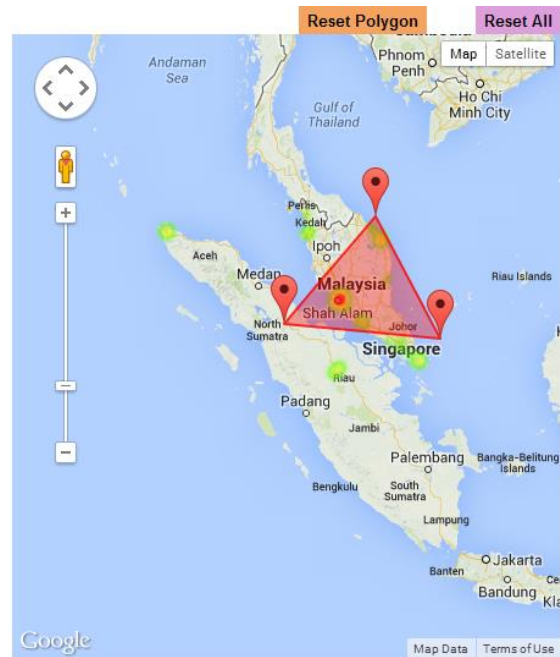 Reset Polygon
Reset All
Map
Satellite
Andaman
Sea
Phnom
Penh
Ho Chi
Minh City
Gulf of
Thailand
Perlis
Kedah
Ipoh
Aceh
Medan
Malaysia
Shah Alam
Riau Islands
North
Sumatra
Johor
Singapore
Riau
Padang
Jambi
Palembang
Bangka-Belitung
Islands
South
Sumatra
Bengkulu
Lampung
Jakarta
Banten
Bandung
Google
Map Data
Terms of Use